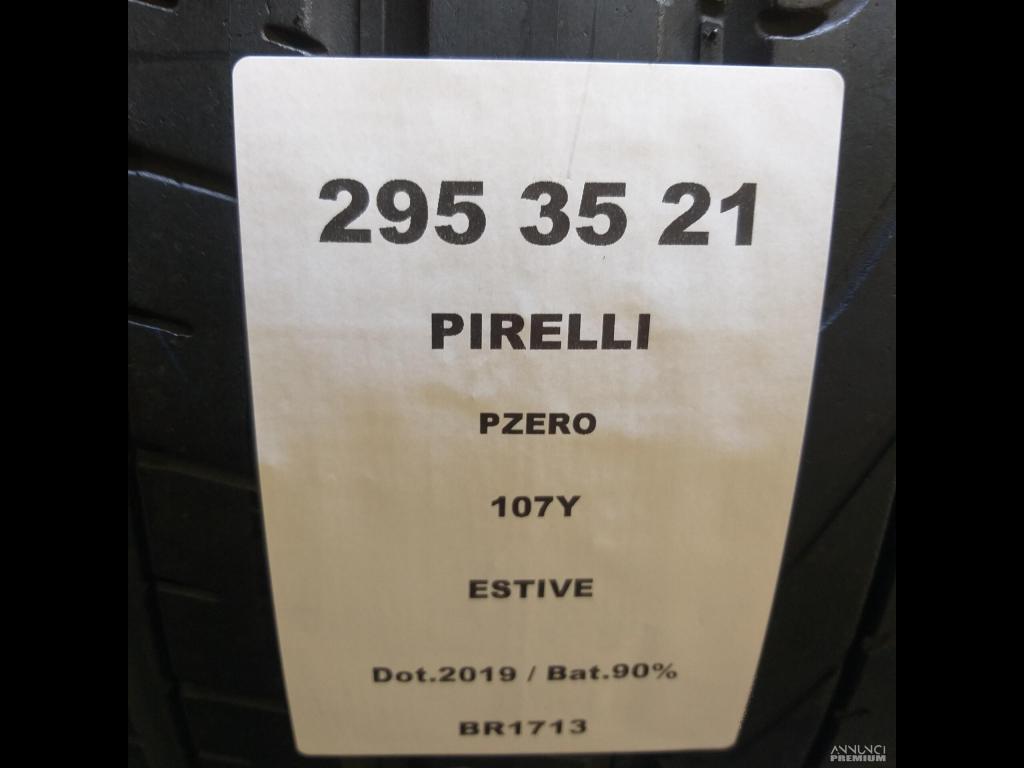 295 35 21
PIRELLI
PZERO
107Y
ESTIVE
Dot.2019 / Bat.90%
BR1713
ANNUNCI
PREMIUM